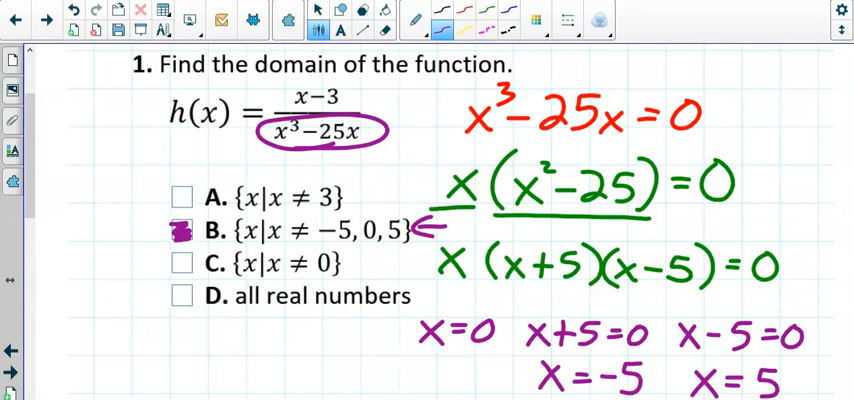 1. Find the domain of the function.
h(x) = x−3 / x³−25x
A. {x|x ≠ 3}
B. {x|x ≠ −5, 0, 5}
C. {x|x ≠ 0}
D. all real numbers
x³ − 25x = 0
x (x² − 25) = 0
x (x+5)(x−5) = 0
x = 0 x+5=0 x−5=0
x = −5 x = 5